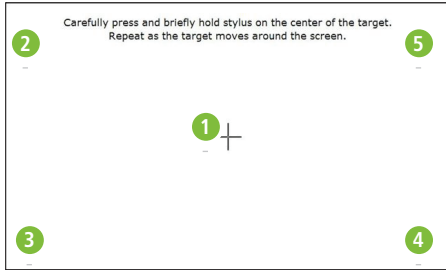 Carefully press and briefly hold stylus on the center of the target.
Repeat as the target moves around the screen.
2
5
1
3
4